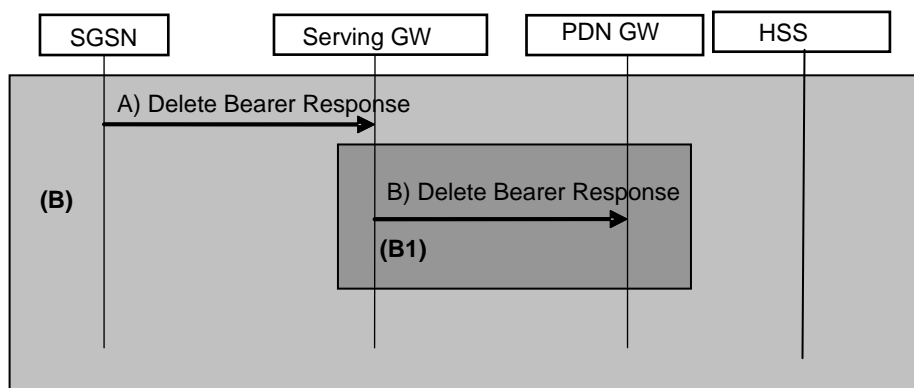 SGSN
Serving GW
PDN GW
HSS
A) Delete Bearer Response
(B)
B) Delete Bearer Response
(B1)